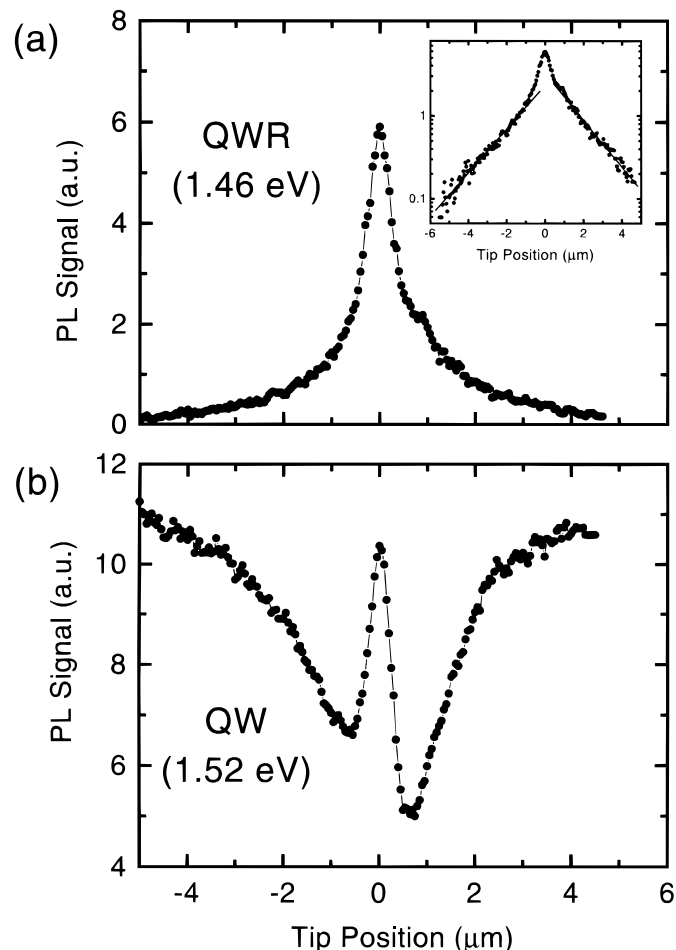 (a)
8
6
4
2
0
PL Signal (a.u.)
QWR
(1.46 eV)
1
0.1
-6 -4 -2 0 2 4
Tip Position (μm)
(b)
12
10
8
6
4
PL Signal (a.u.)
QW
(1.52 eV)
-4 -2 0 2 4 6
Tip Position (μm)